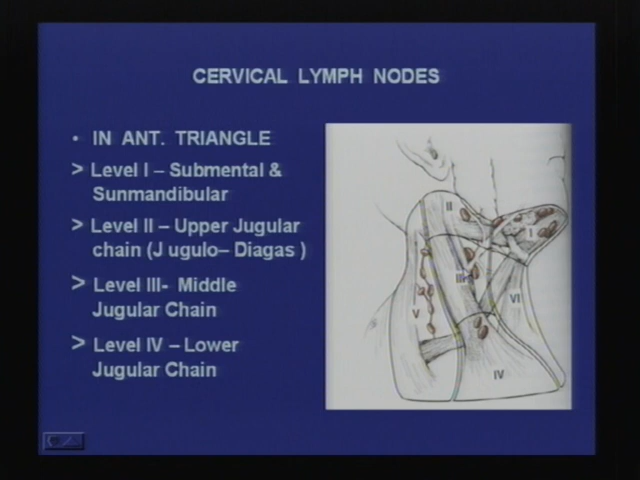 CERVICAL LYMPH NODES
• IN ANT. TRIANGLE
> Level I – Submental &
Sunmandibular
> Level II – Upper Jugular
chain (J ugulo– Diagas )
> Level III- Middle
Jugular Chain
> Level IV – Lower
Jugular Chain
II
I
III
VI
V
IV